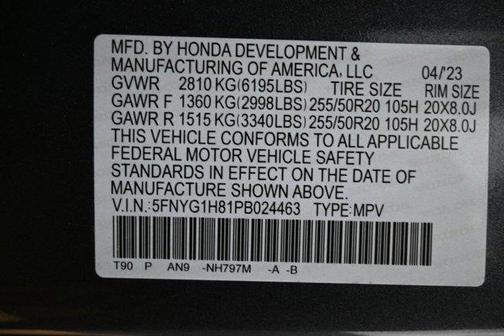 MFD. BY HONDA DEVELOPMENT &
MANUFACTURING OF AMERICA, LLC 04/'23
GVWR 2810 KG(6195LBS) TIRE SIZE RIM SIZE
GAWR F 1360 KG(2998LBS) 255/50R20 105H 20X8.0J
GAWR R 1515 KG(3340LBS) 255/50R20 105H 20X8.0J
THIS VEHICLE CONFORMS TO ALL APPLICABLE
FEDERAL MOTOR VEHICLE SAFETY
STANDARDS IN EFFECT ON THE DATE OF
MANUFACTURE SHOWN ABOVE.
V.I.N.:5FNYG1H81PB024463 TYPE:MPV
T90 P AN9 -NH797M -A -B